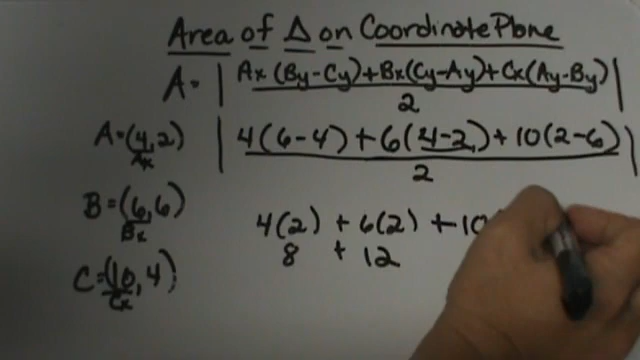 Area of Δ on Coordinate Plane
A = | Ax (By-Cy)+Bx(Cy-Ay)+Cx(Ay-By) |
2
A=(4,2) | 4(6-4) + 6(4-2)+10(2-6) |
Ax 2
B=(6,6)
Bx 4(2) + 6(2) + 10
8 + 12
C=(10,4)
Cx